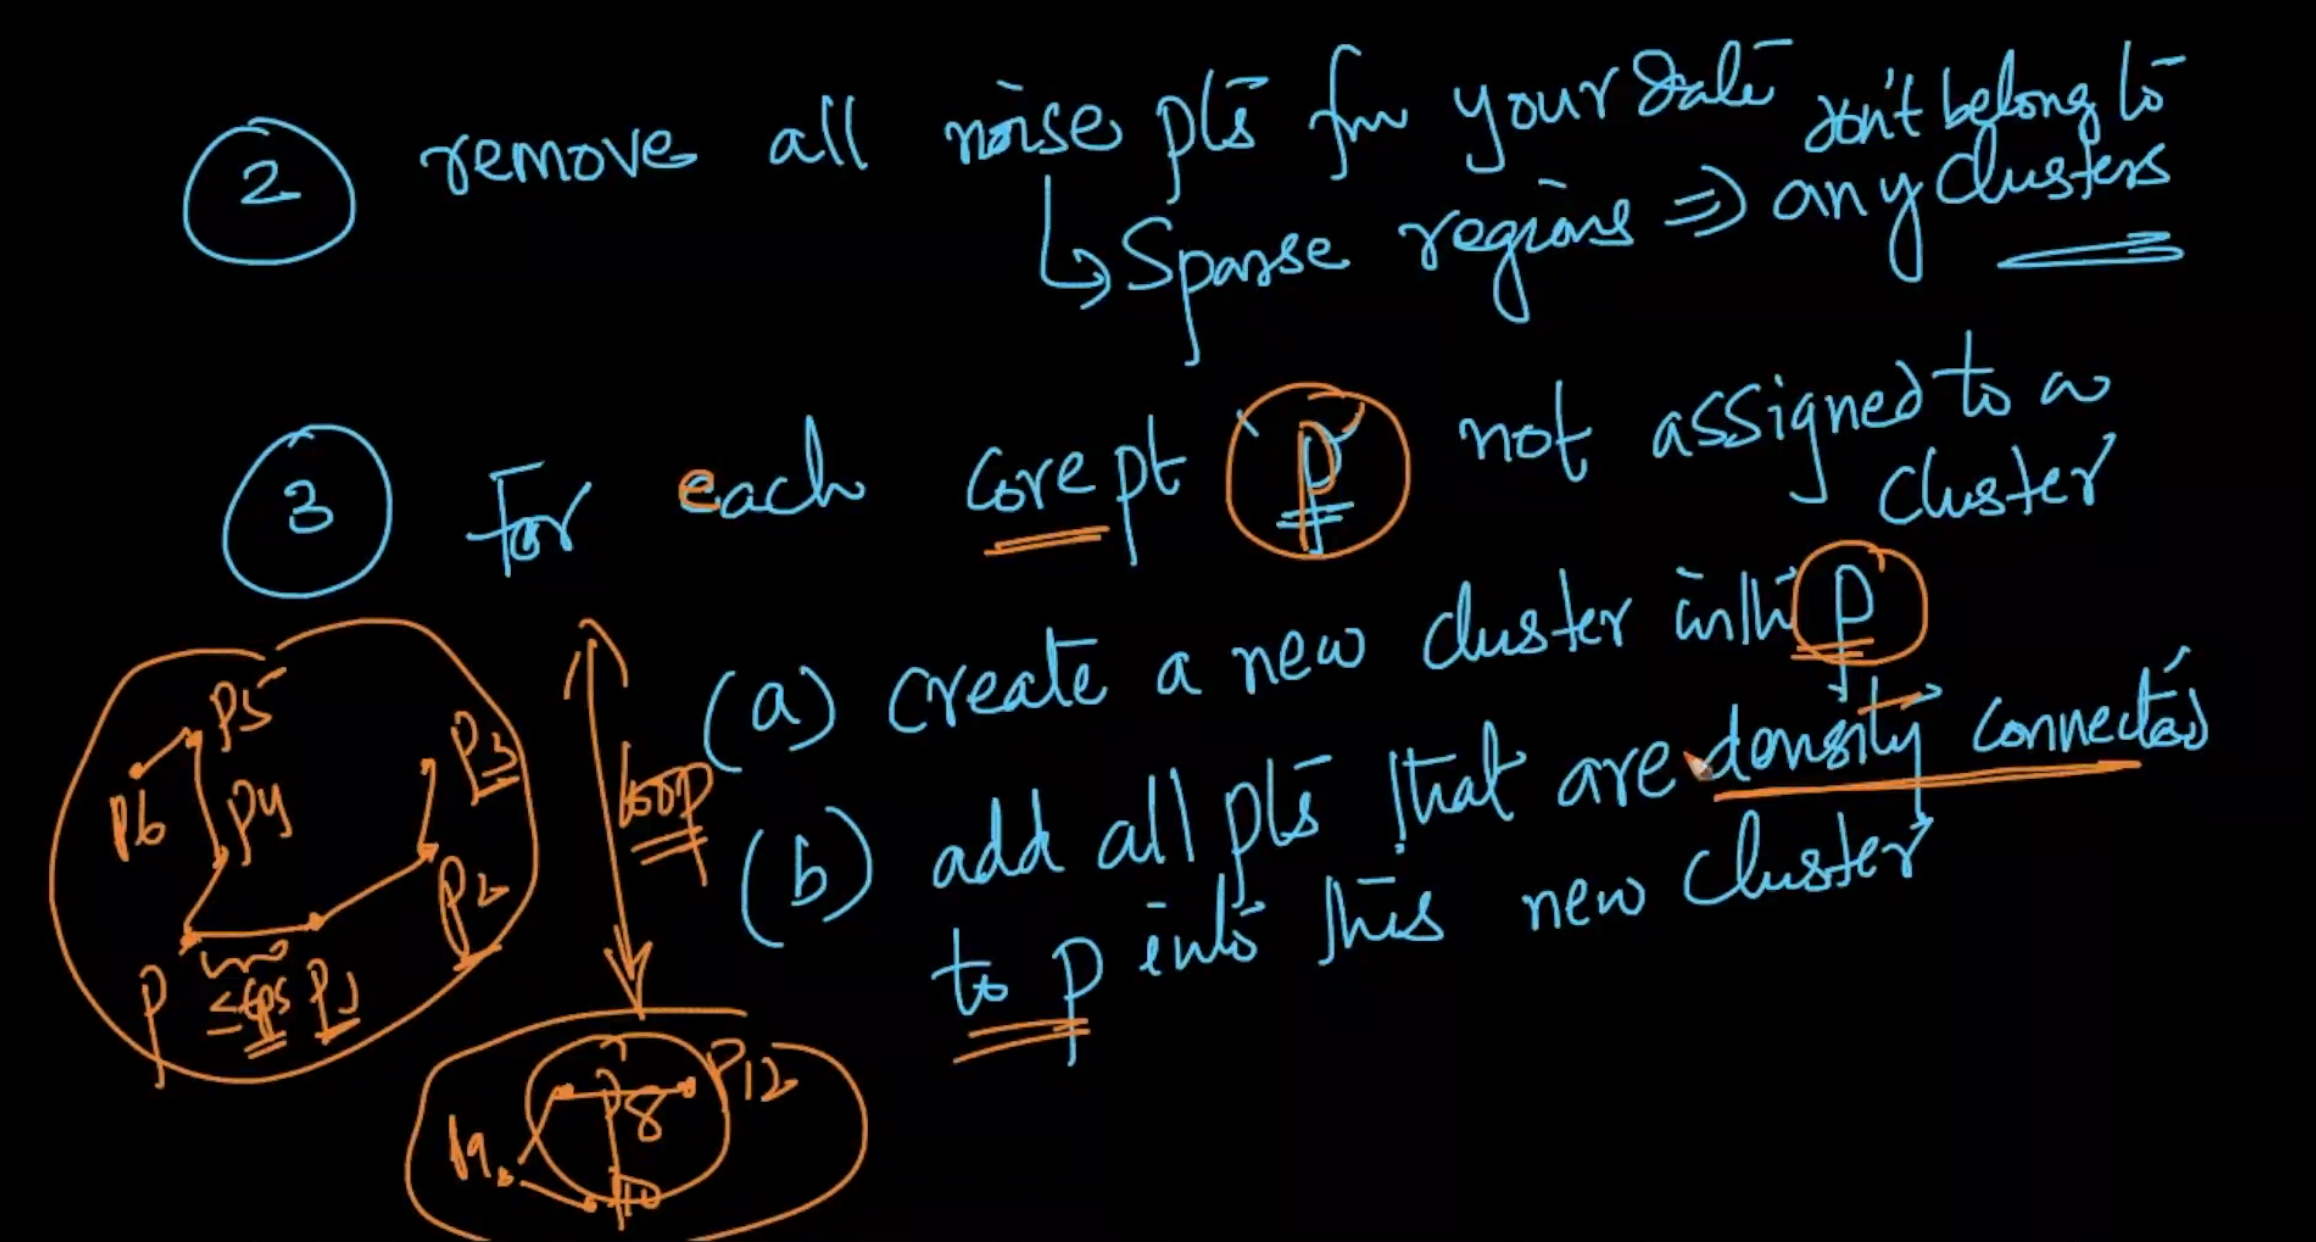 2 remove all noise pts from your data don't belong to
↳ Sparse regions ⇒ any clusters
3 For each core pt p not assigned to a
cluster
(a) create a new cluster with p
(b) add all pts that are density connected
to p into this new cluster
loop
p5
p3
p6
p4
p2
p ≤ eps p1
p8 p12
p9
p10